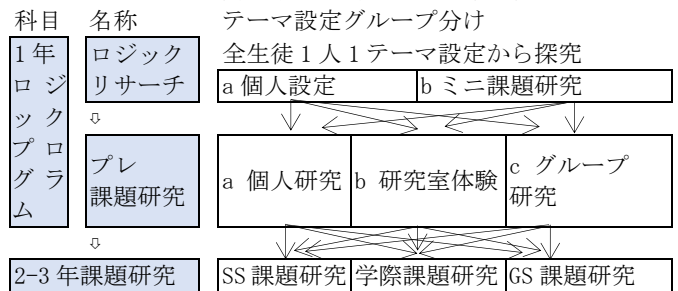 科目 名称 テーマ設定グループ分け
1年ロジックプログラム
ロジックリサーチ
全生徒1人1テーマ設定から探究
a 個人設定 b ミニ課題研究
⇩
プレ
課題研究
a 個人研究 b 研究室体験 c グループ
研究
⇩
2-3年課題研究 SS課題研究 学際課題研究 GS課題研究